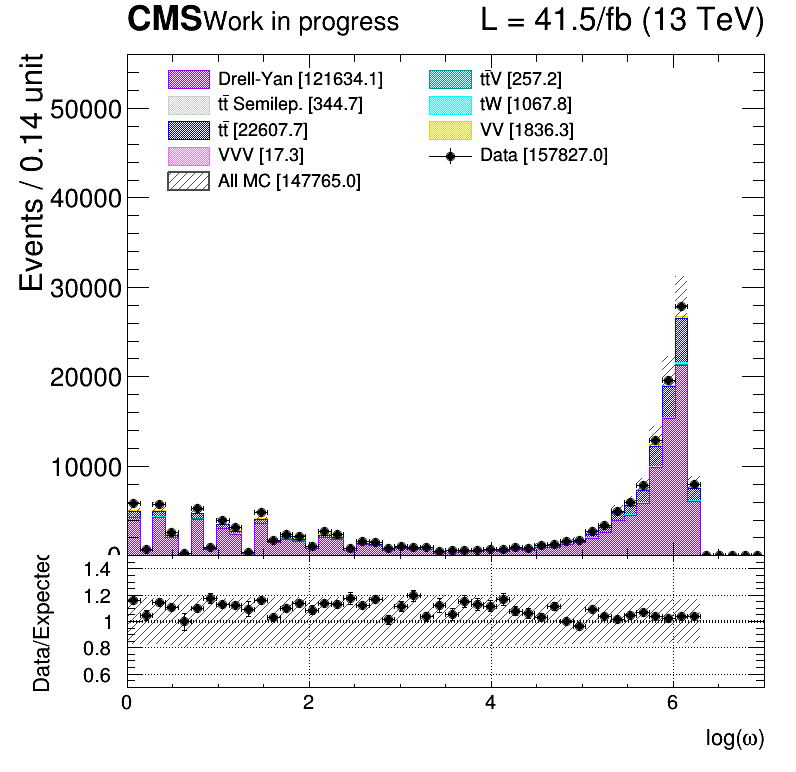 CMS Work in progress L = 41.5/fb (13 TeV)
Events / 0.14 unit
Drell-Yan [121634.1]
tt̄ Semilep. [344.7]
tt̄ [22607.7]
VVV [17.3]
All MC [147765.0]
tt̄V [257.2]
tW [1067.8]
VV [1836.3]
Data [157827.0]
50000
40000
30000
20000
10000
0
Data/Expected
1.4
1.2
1
0.8
0.6
0 2 4 6
log(ω)